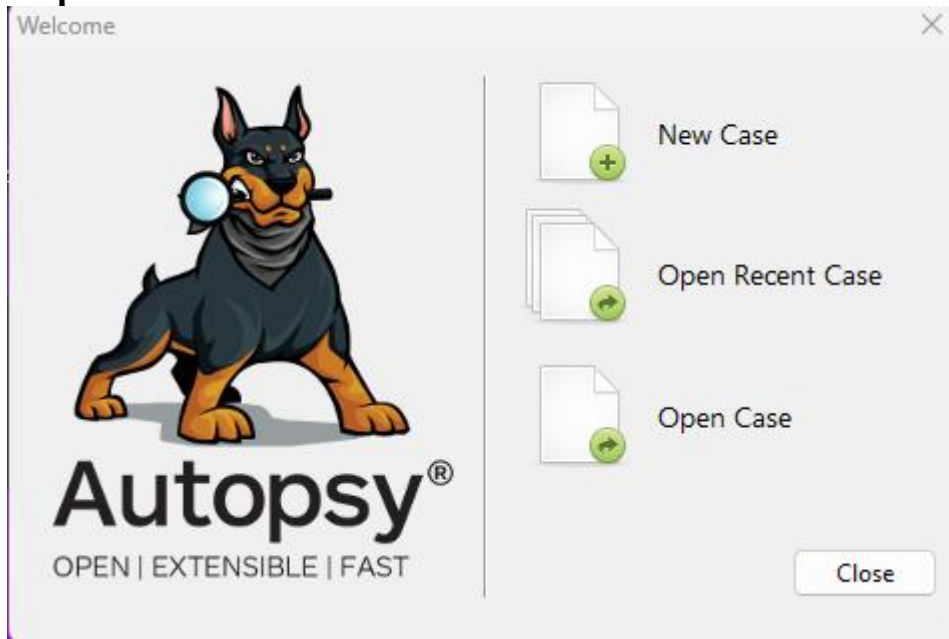 Welcome
New Case
Open Recent Case
Open Case
Autopsy®
OPEN | EXTENSIBLE | FAST
Close